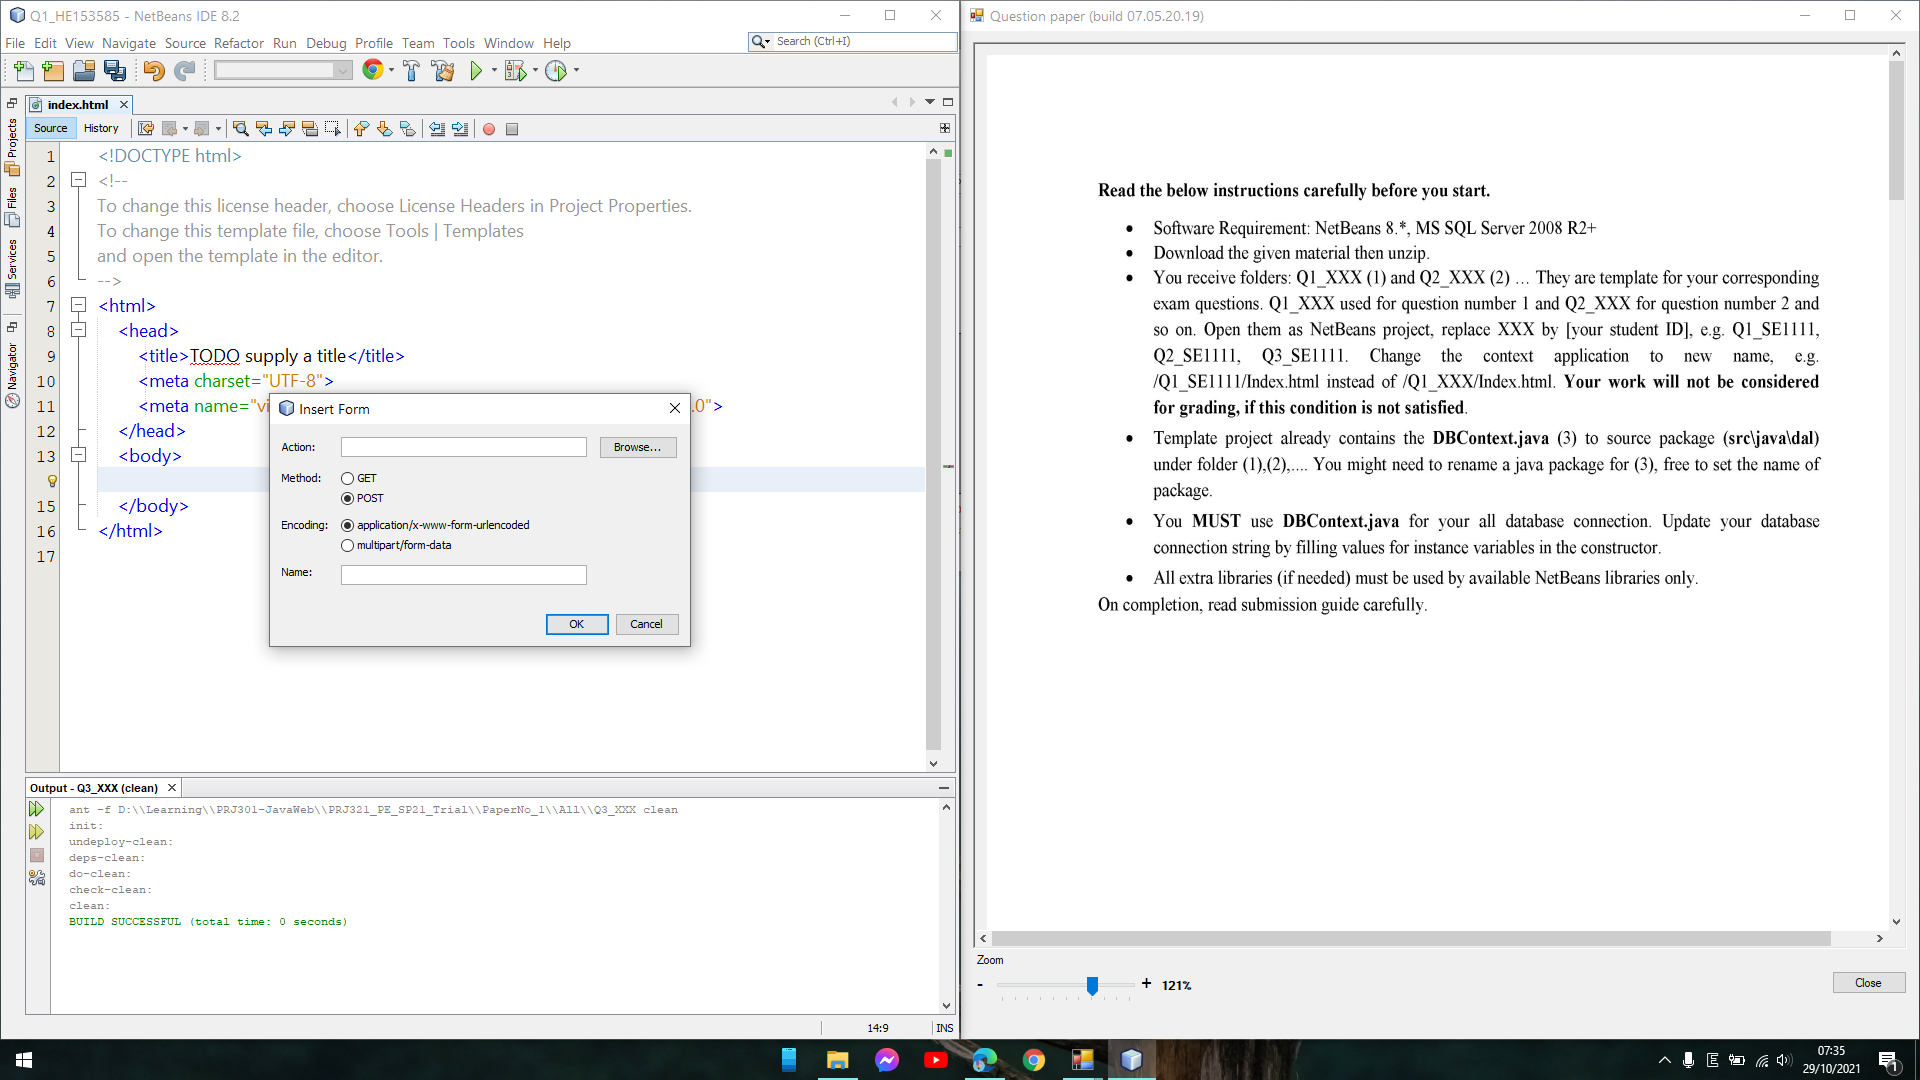 Q1_HE153585 - NetBeans IDE 8.2
File Edit View Navigate Source Refactor Run Debug Profile Team Tools Window Help
Search (Ctrl+I)
index.html
Source History
Projects
Files
Services
Navigator
1 <!DOCTYPE html>
2 <!--
3 To change this license header, choose License Headers in Project Properties.
4 To change this template file, choose Tools | Templates
5 and open the template in the editor.
6 -->
7 <html>
8 <head>
9 <title>TODO supply a title</title>
10 <meta charset="UTF-8">
11 <meta name="vi .0">
12 </head>
13 <body>
15 </body>
16 </html>
17
Insert Form
Action: Browse...
Method: GET
POST
Encoding: application/x-www-form-urlencoded
multipart/form-data
Name:
OK Cancel
Output - Q3_XXX (clean)
ant -f D:\\Learning\\PRJ301-JavaWeb\\PRJ321_PE_SP21_Trial\\PaperNo_1\\All\\Q3_XXX clean
init:
undeploy-clean:
deps-clean:
do-clean:
check-clean:
clean:
BUILD SUCCESSFUL (total time: 0 seconds)
14:9 INS
Question paper (build 07.05.20.19)
Read the below instructions carefully before you start.
• Software Requirement: NetBeans 8.*, MS SQL Server 2008 R2+
• Download the given material then unzip.
• You receive folders: Q1_XXX (1) and Q2_XXX (2) … They are template for your corresponding
exam questions. Q1_XXX used for question number 1 and Q2_XXX for question number 2 and
so on. Open them as NetBeans project, replace XXX by [your student ID], e.g. Q1_SE1111,
Q2_SE1111, Q3_SE1111. Change the context application to new name, e.g.
/Q1_SE1111/Index.html instead of /Q1_XXX/Index.html. Your work will not be considered
for grading, if this condition is not satisfied.
• Template project already contains the DBContext.java (3) to source package (src\java\dal)
under folder (1),(2),.... You might need to rename a java package for (3), free to set the name of
package.
• You MUST use DBContext.java for your all database connection. Update your database
connection string by filling values for instance variables in the constructor.
• All extra libraries (if needed) must be used by available NetBeans libraries only.
On completion, read submission guide carefully.
Zoom
- + 121%
Close
07:35
29/10/2021
1